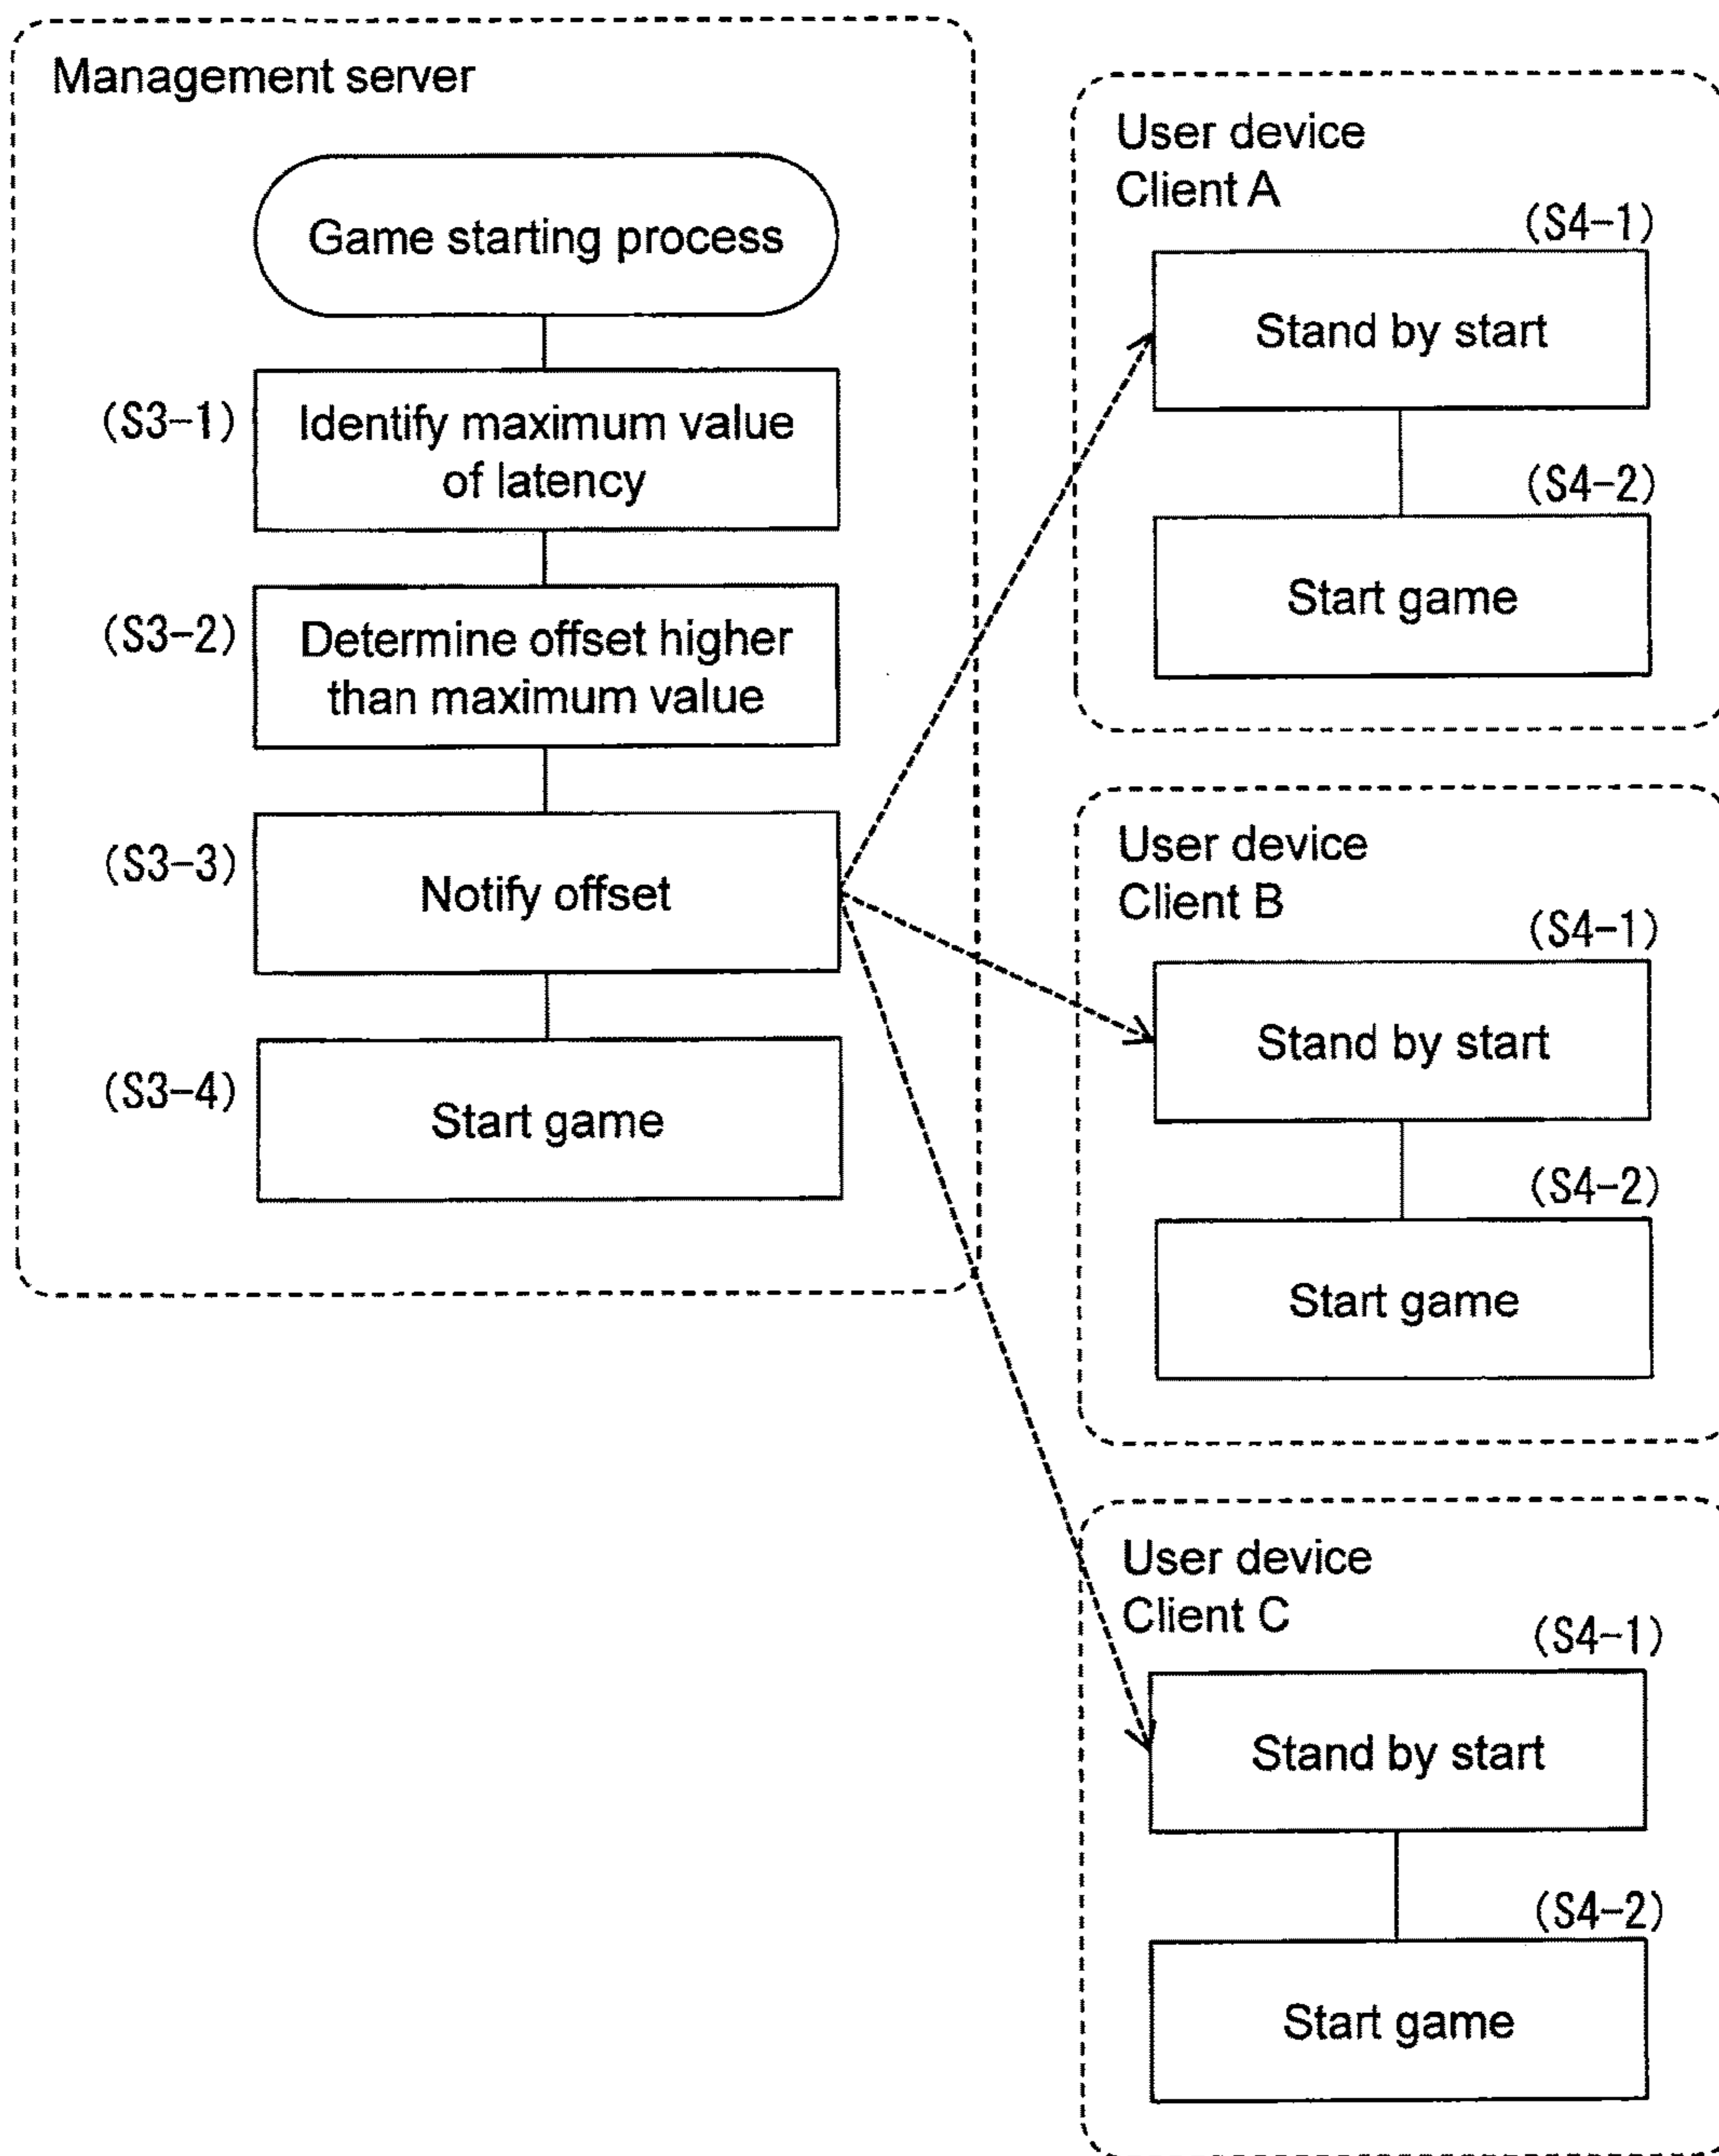 Management server
Game starting process
(S3-1)
Identify maximum value
of latency
(S3-2)
Determine offset higher
than maximum value
(S3-3)
Notify offset
(S3-4)
Start game
User device
Client A
(S4-1)
Stand by start
(S4-2)
Start game
User device
Client B
(S4-1)
Stand by start
(S4-2)
Start game
User device
Client C
(S4-1)
Stand by start
(S4-2)
Start game